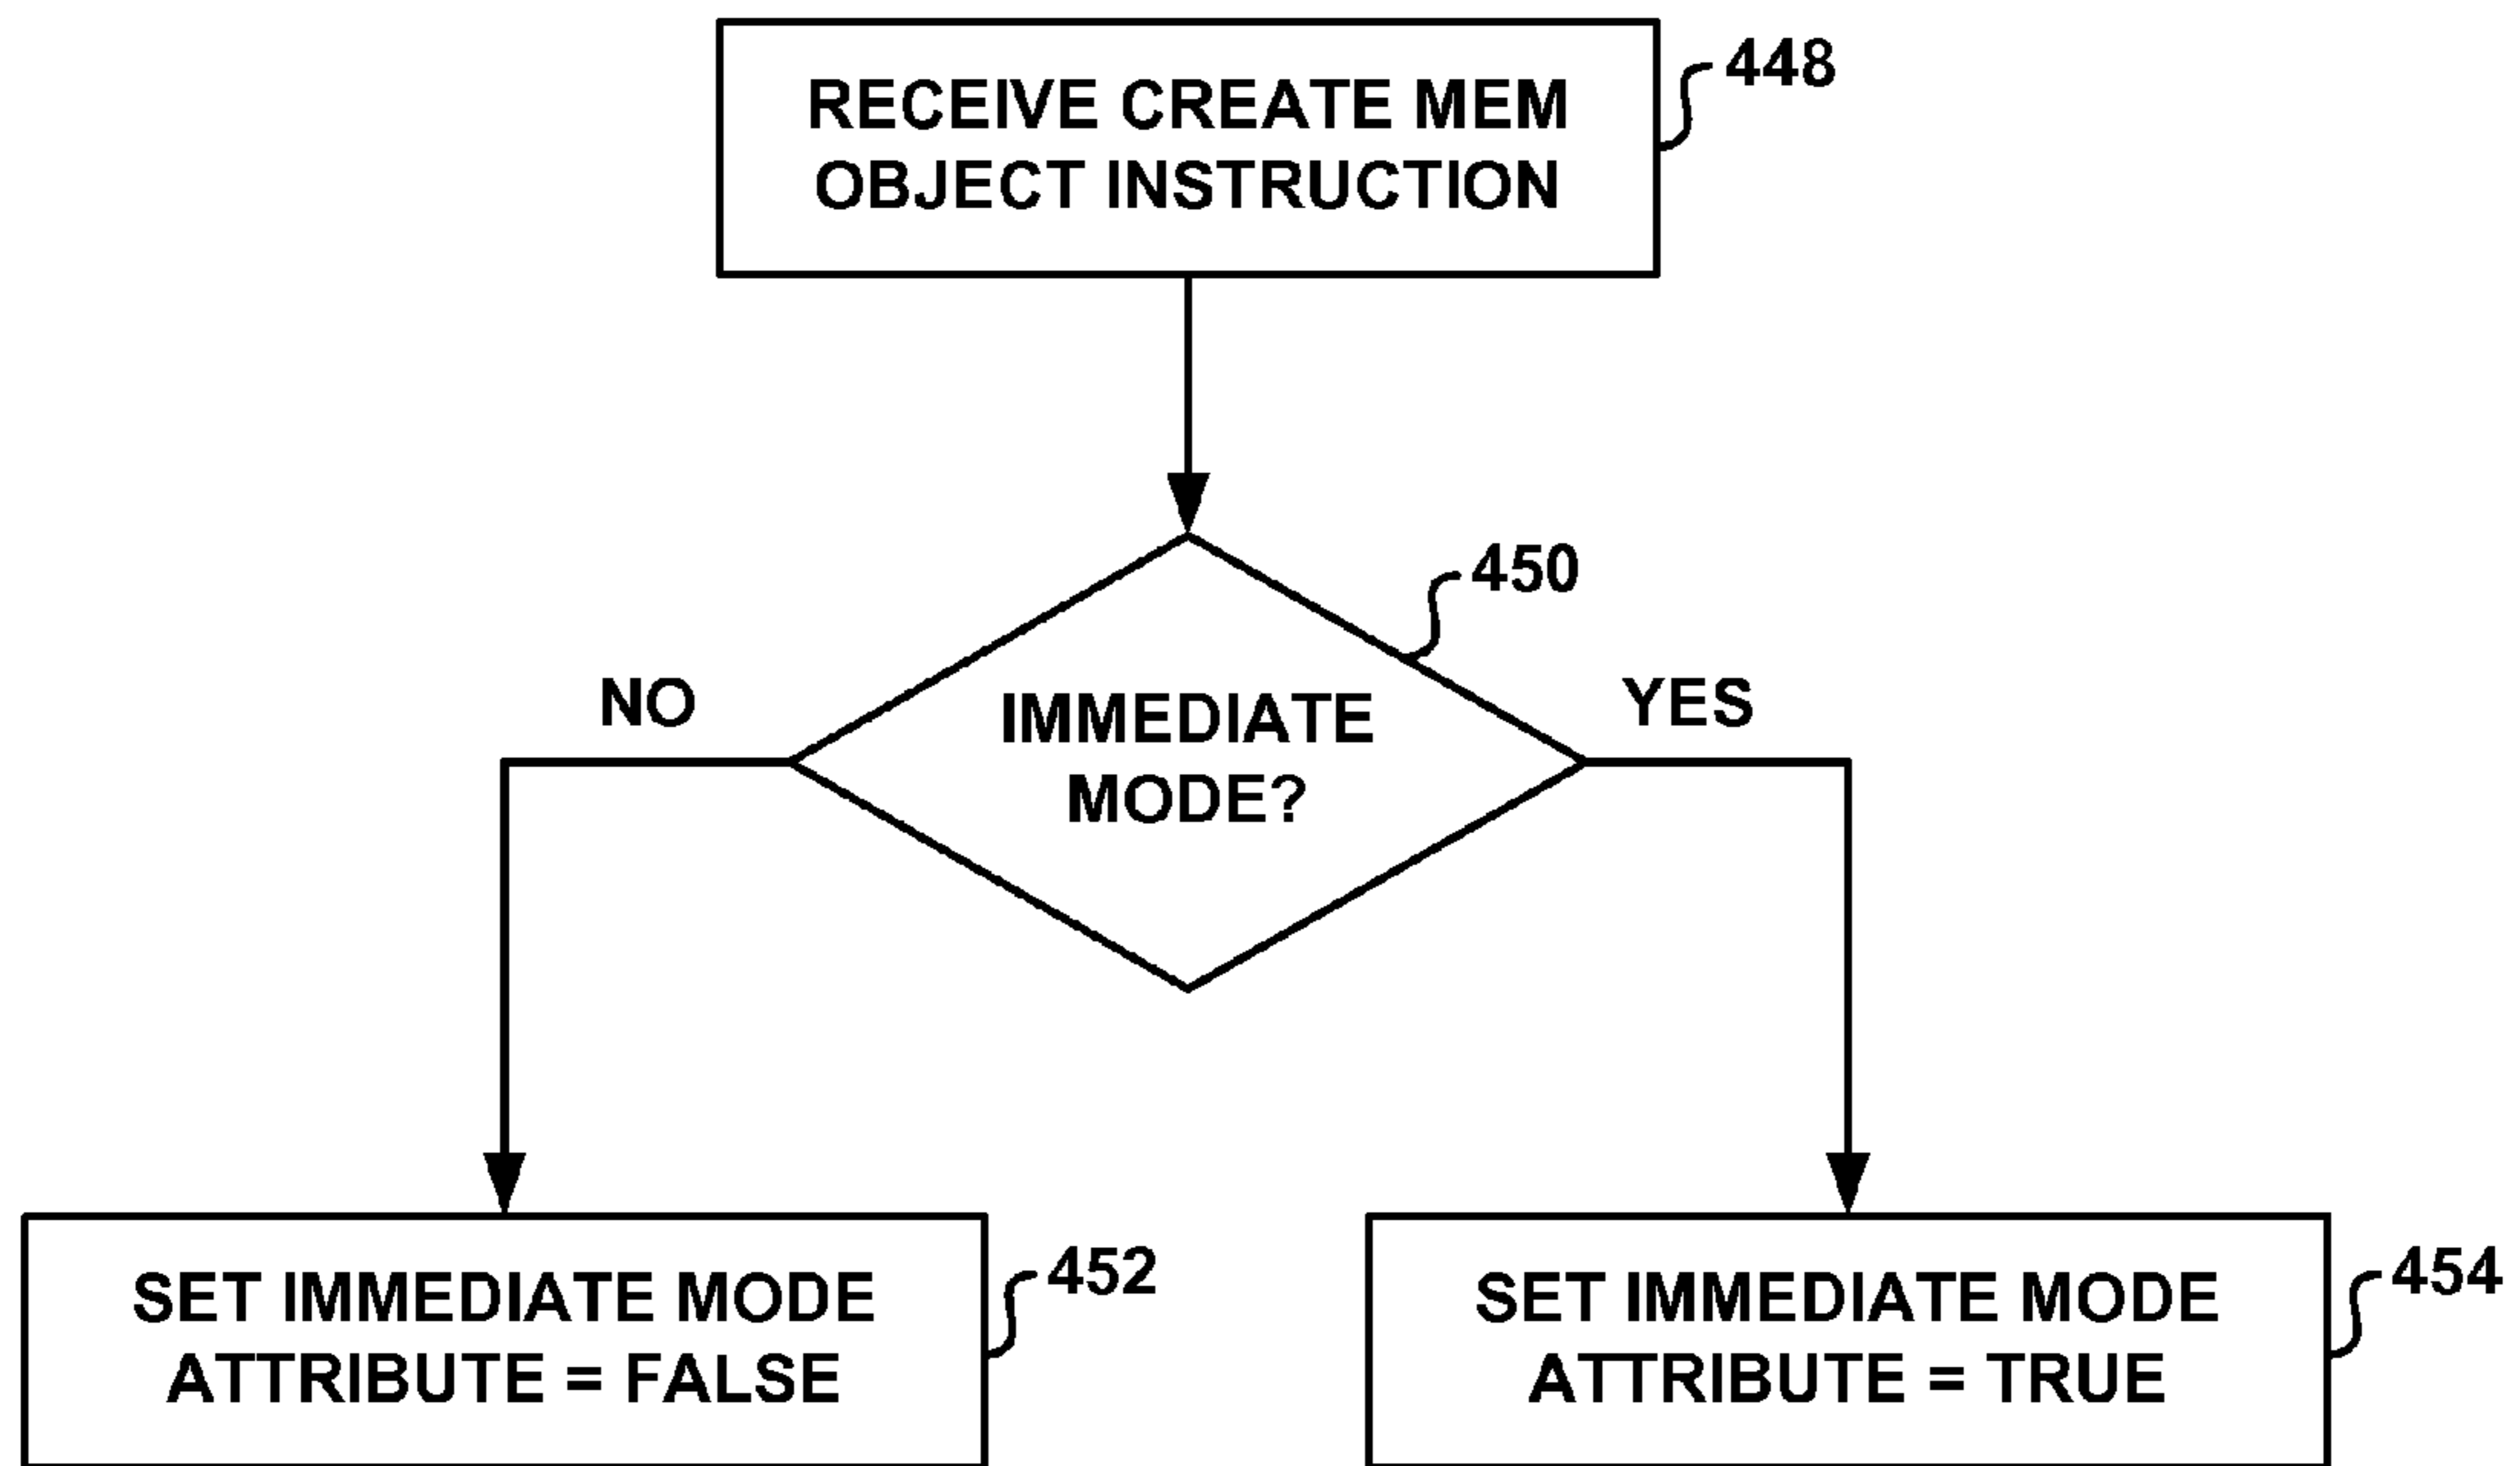 RECEIVE CREATE MEM
OBJECT INSTRUCTION
448
450
NO
IMMEDIATE
MODE?
YES
SET IMMEDIATE MODE
ATTRIBUTE = FALSE
452
SET IMMEDIATE MODE
ATTRIBUTE = TRUE
454